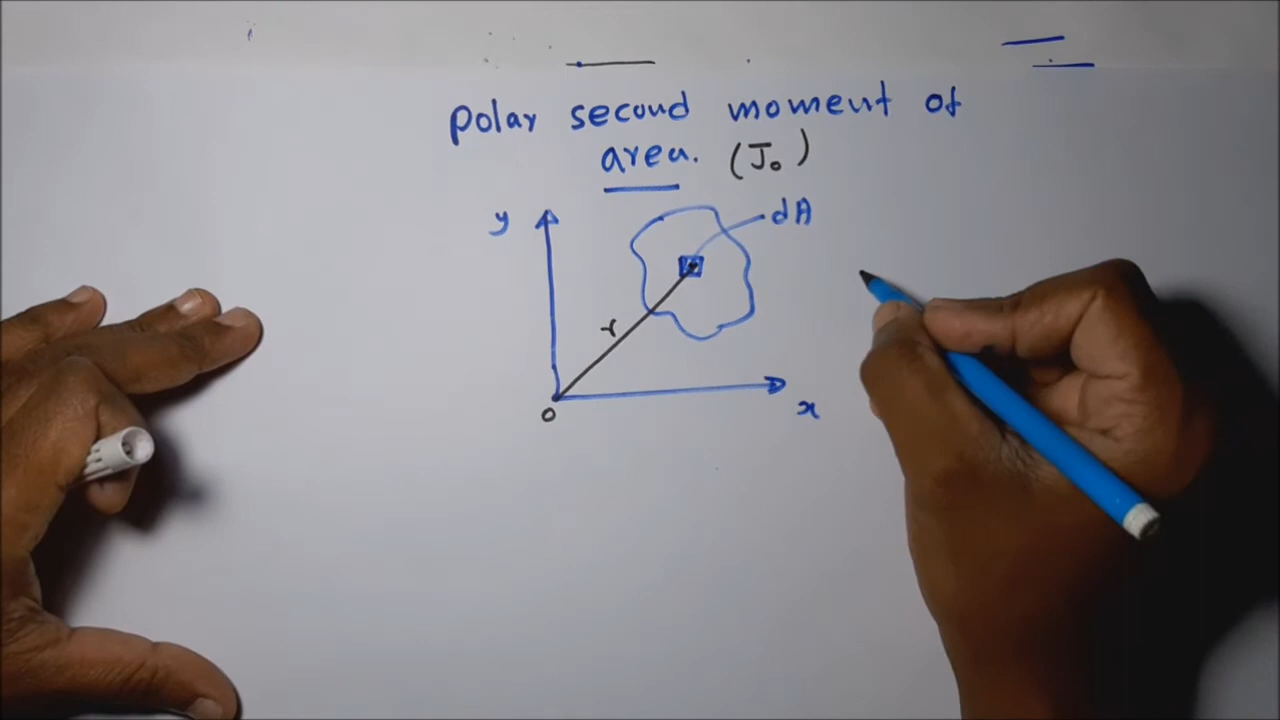 polar second moment of
area. (J₀)
y
dA
r
o
x